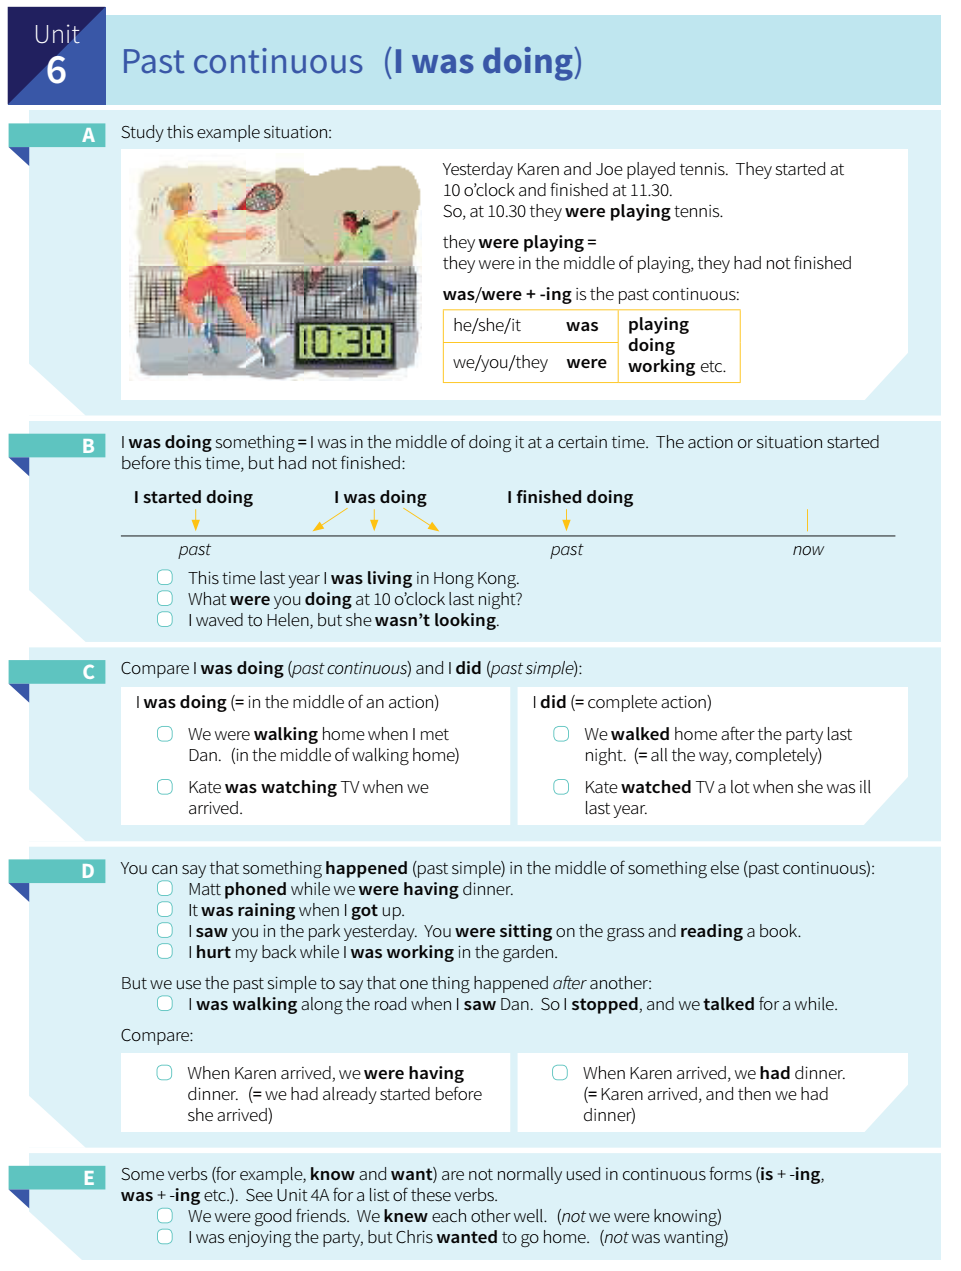 Unit
6
Past continuous (I was doing)
A
Study this example situation:
Yesterday Karen and Joe played tennis. They started at
10 o'clock and finished at 11.30.
So, at 10.30 they were playing tennis.
they were playing =
they were in the middle of playing, they had not finished
was/were + -ing is the past continuous:
he/she/it was playing
doing
we/you/they were working etc.
10:30
B
I was doing something = I was in the middle of doing it at a certain time. The action or situation started
before this time, but had not finished:
I started doing I was doing I finished doing
past past now
This time last year I was living in Hong Kong.
What were you doing at 10 o'clock last night?
I waved to Helen, but she wasn't looking.
C
Compare I was doing (past continuous) and I did (past simple):
I was doing (= in the middle of an action)
We were walking home when I met
Dan. (in the middle of walking home)
Kate was watching TV when we
arrived.
I did (= complete action)
We walked home after the party last
night. (= all the way, completely)
Kate watched TV a lot when she was ill
last year.
D
You can say that something happened (past simple) in the middle of something else (past continuous):
Matt phoned while we were having dinner.
It was raining when I got up.
I saw you in the park yesterday. You were sitting on the grass and reading a book.
I hurt my back while I was working in the garden.
But we use the past simple to say that one thing happened after another:
I was walking along the road when I saw Dan. So I stopped, and we talked for a while.
Compare:
When Karen arrived, we were having
dinner. (= we had already started before
she arrived)
When Karen arrived, we had dinner.
(= Karen arrived, and then we had
dinner)
E
Some verbs (for example, know and want) are not normally used in continuous forms (is + -ing,
was + -ing etc.). See Unit 4A for a list of these verbs.
We were good friends. We knew each other well. (not we were knowing)
I was enjoying the party, but Chris wanted to go home. (not was wanting)